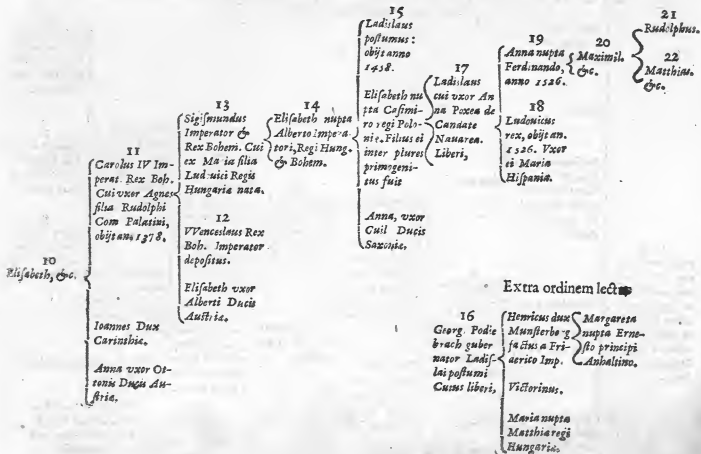 10
Eliſabeth, &c.
11
Carolus IV Im-
perat. Rex Boh.
Cui vxor Agnes
filia Rudolphi
Com Palatini,
obijt an. 1378.
Ioannes Dux
Carinthiæ.
Anna vxor Ot-
tonis Ducis Au-
ſtriæ.
13
Sigiſmundus
Imperator &
Rex Bohem. Cui
ex Maria filia
Ludouici Regis
Hungariæ nata.
12
VVenceslaus Rex
Boh. Imperator
depoſitus.
Eliſabeth vxor
Alberti Ducis
Auſtriæ.
14
Eliſabeth nupta
Alberto Impera-
tori, Regi Hung.
& Bohem.
15
Ladislaus
poſtumus:
obijt anno
1458.
Eliſabeth nu
pta Caſimi-
ro regi Polo-
niæ. Filius ei
inter plures
primogeni-
tus fuit
Anna, vxor
Guil Ducis
Saxoniæ.
17
Ladislaus
cui vxor An
na Poxea de
Candate
Nauarea.
Liberi,
19
Anna nupta
Ferdinando,
anno 1526.
18
Ludouicus
rex, obijt an.
1526. Vxor
ei Maria
Hiſpania.
20
Maximil.
&c.
21
Rudolphus.
22
Matthias.
&c.
Extra ordinem lectus
16
Georg. Podie
brach guber
nator Ladiſ-
lai poſtumi
Cuius liberi,
Henricus dux
Munſterberg
factus a Fri-
derico Imp.
Victorinus.
Maria nupta
Matthiæ regi
Hungariæ.
Margareta
nupta Erne-
ſto principi
Anhaltino.